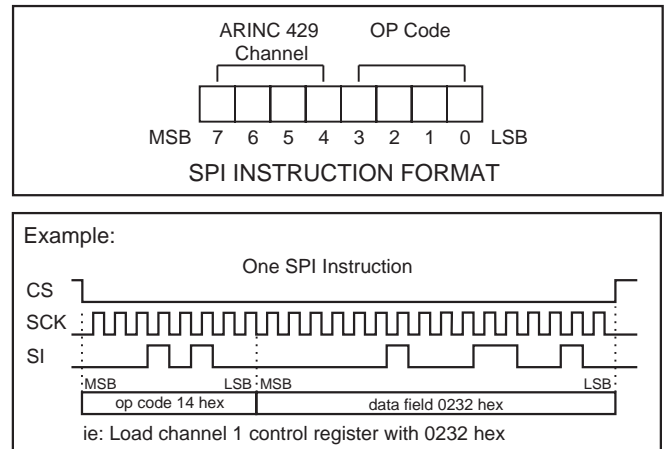 ARINC 429 OP Code
Channel
MSB 7 6 5 4 3 2 1 0 LSB
SPI INSTRUCTION FORMAT
Example:
One SPI Instruction
CS
SCK
SI
MSB LSB MSB LSB
op code 14 hex data field 0232 hex
ie: Load channel 1 control register with 0232 hex